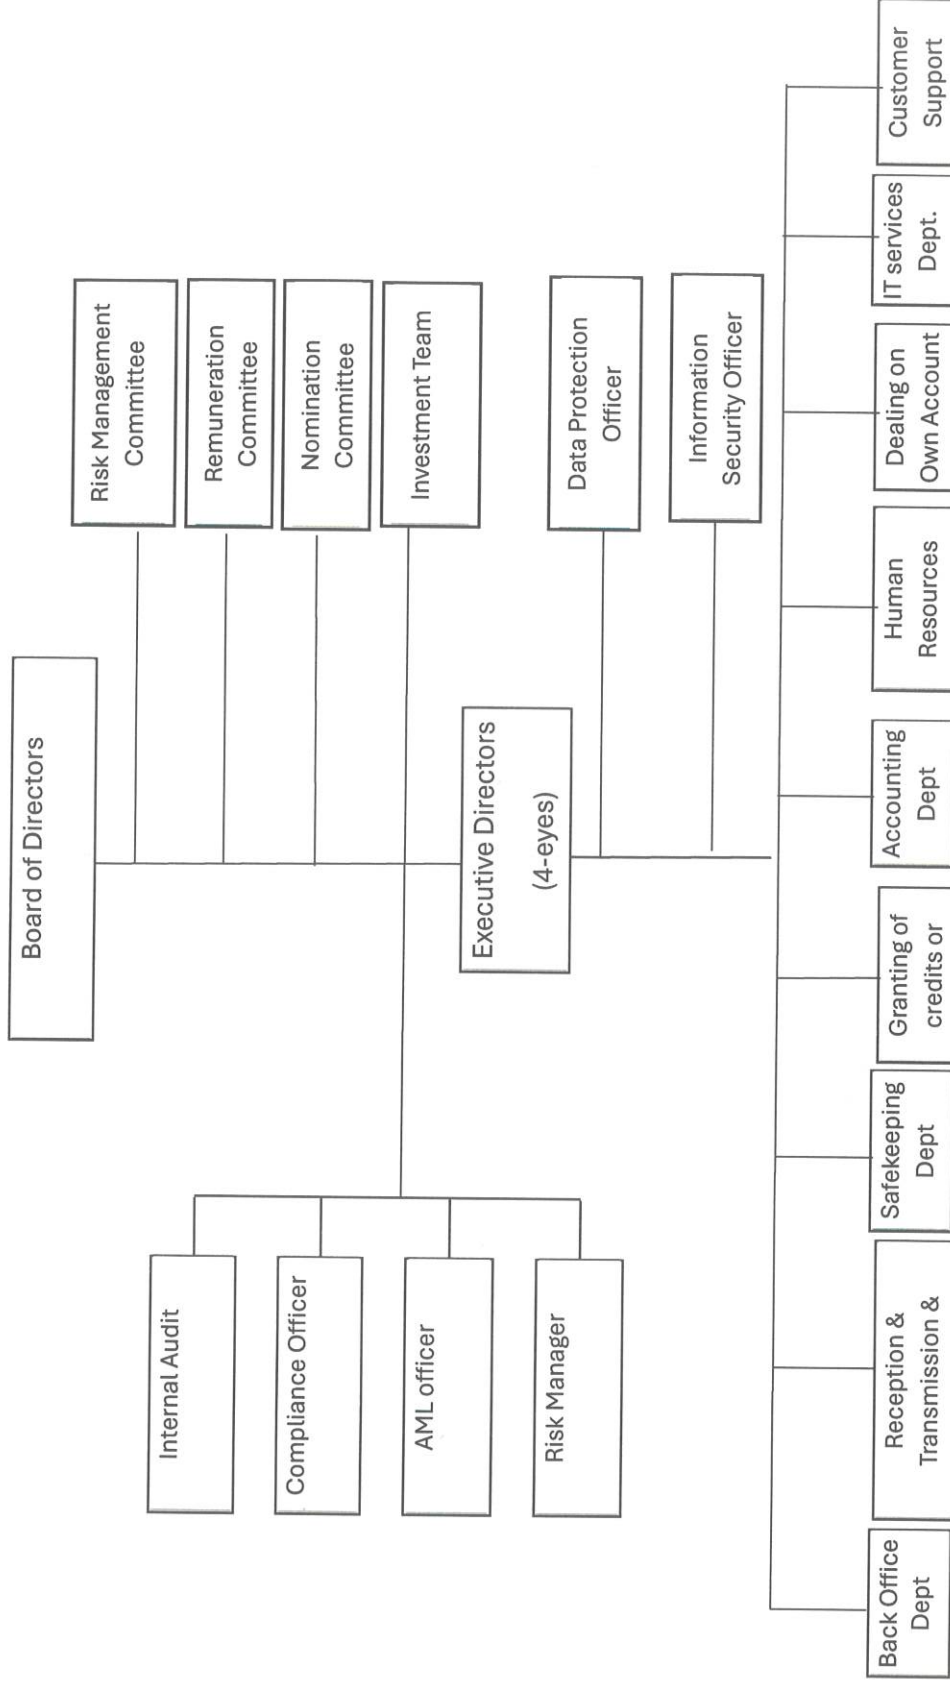 Board of Directors
Risk Management
Committee
Remuneration
Committee
Nomination
Committee
Investment Team
Internal Audit
Compliance Officer
AML officer
Risk Manager
Executive Directors
(4-eyes)
Data Protection
Officer
Information
Security Officer
Back Office
Dept
Reception &
Transmission &
Safekeeping
Dept
Granting of
credits or
Accounting
Dept
Human
Resources
Dealing on
Own Account
IT services
Dept.
Customer
Support